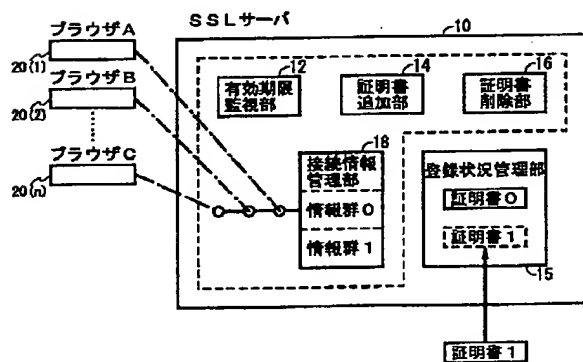 SSLサーバ
10
ブラウザA
20(1)
ブラウザB
20(2)
ブラウザC
20(n)
12
有効期限
監視部
14
証明書
追加部
16
証明書
削除部
18
接続情報
管理部
情報群0
情報群1
登録状況管理部
証明書0
証明書1
15
証明書1